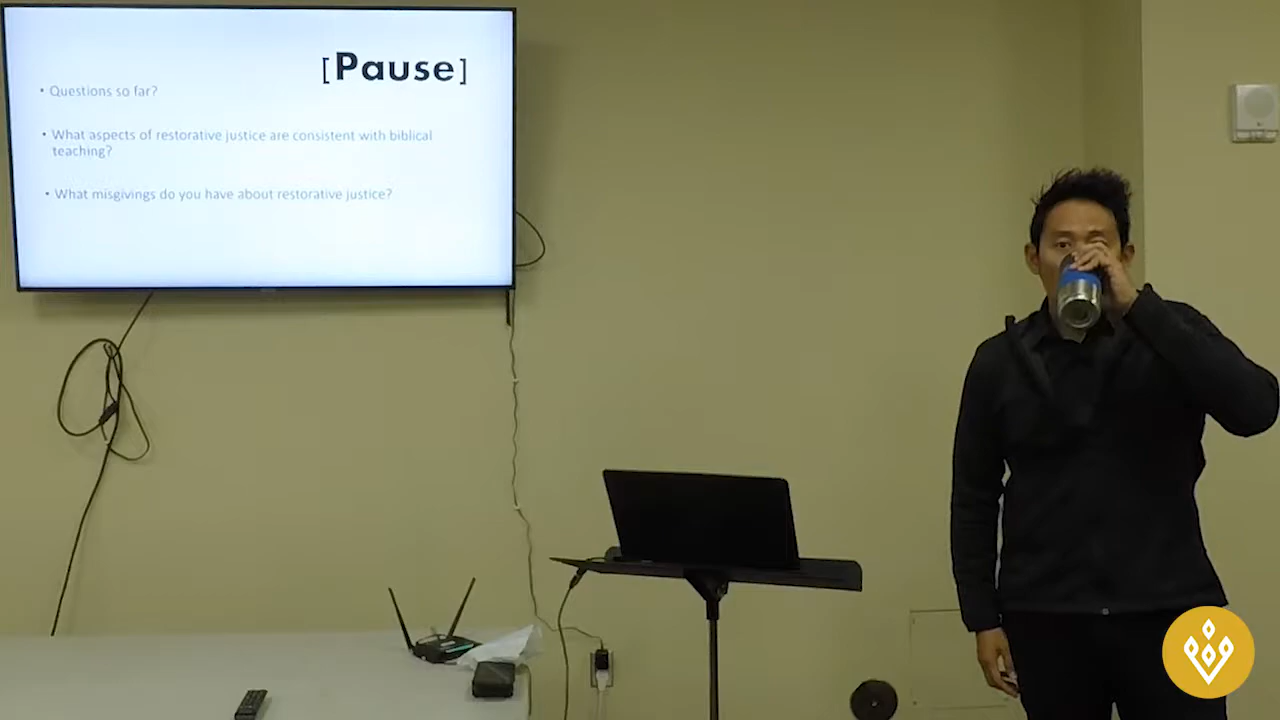 [Pause]
• Questions so far?
• What aspects of restorative justice are consistent with biblical
teaching?
• What misgivings do you have about restorative justice?